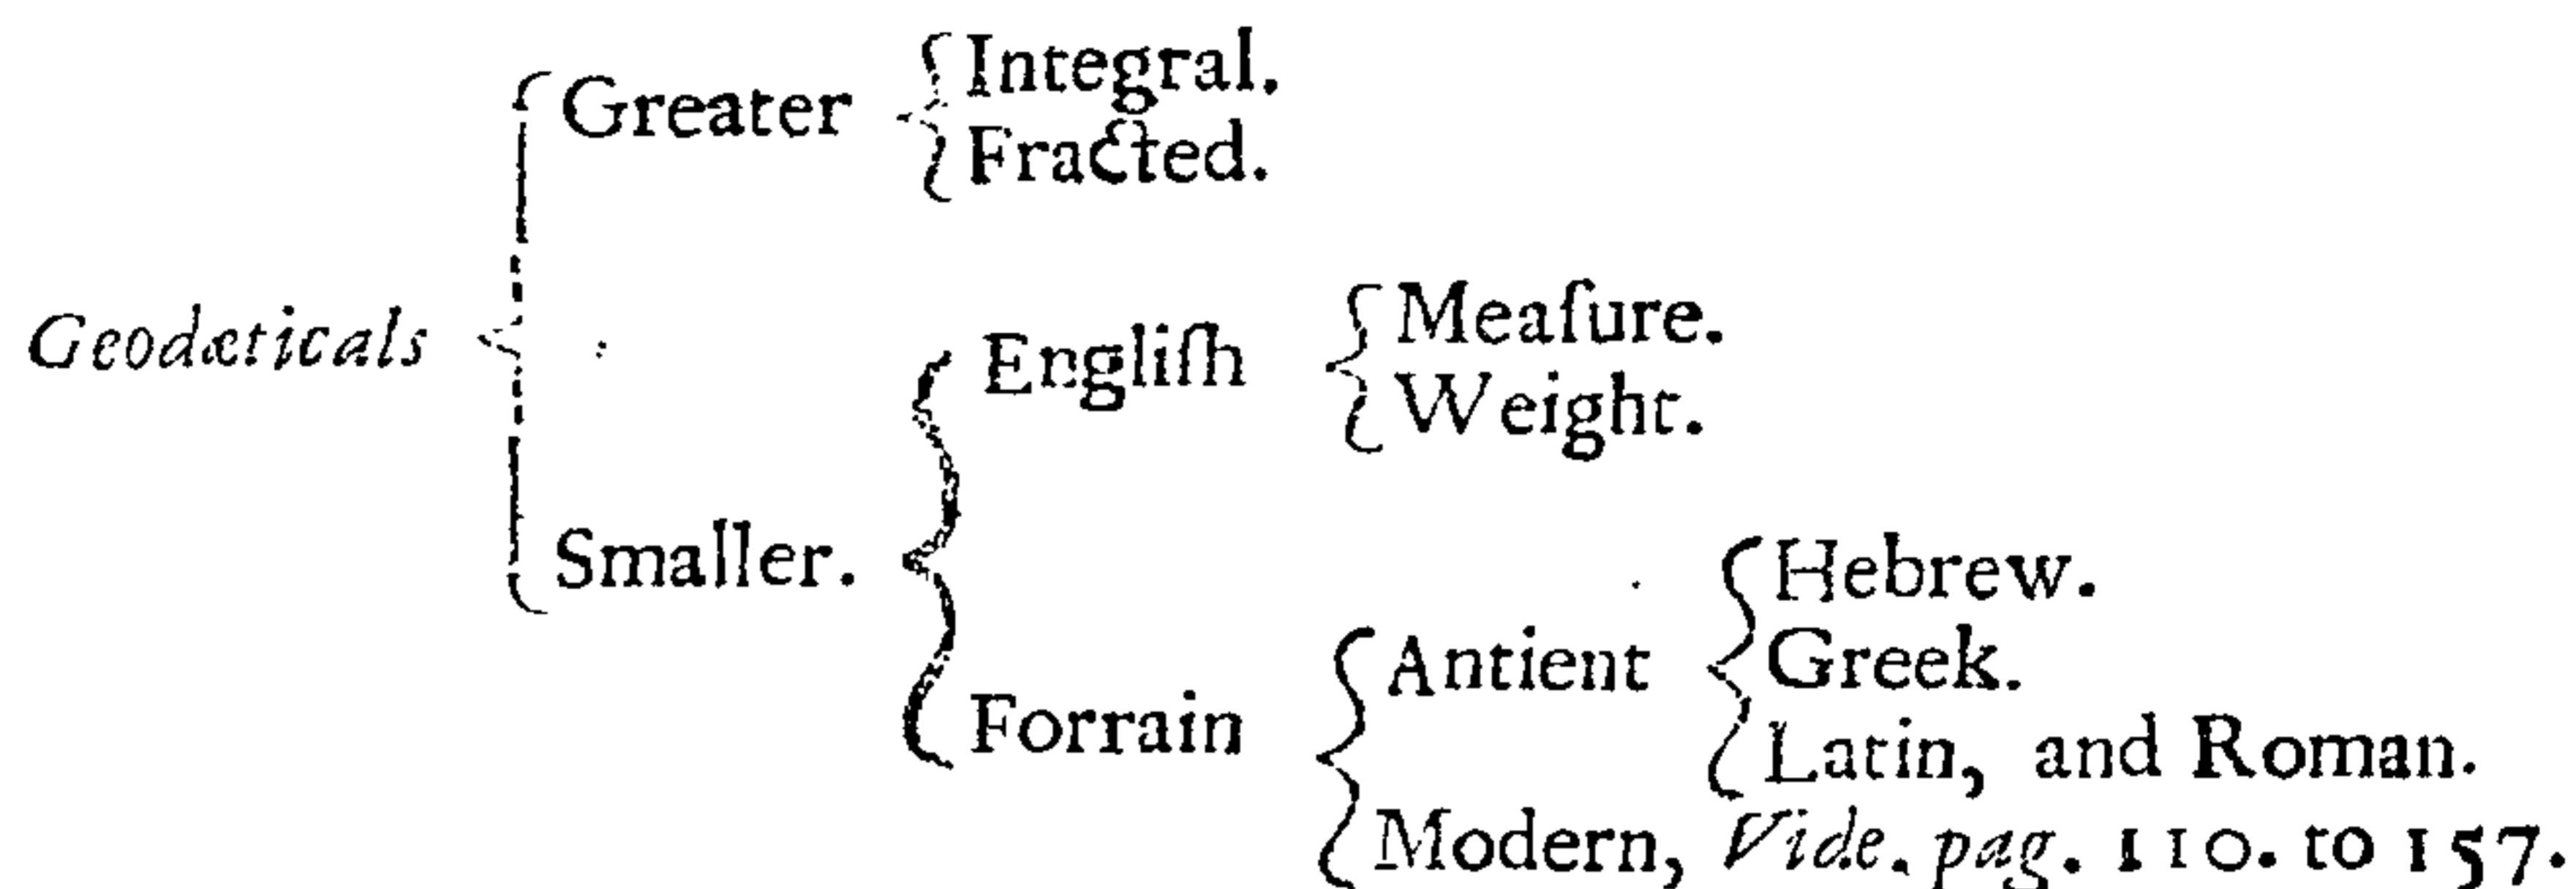 Integral.
Greater
Fracted.
Geodæticals
Engliſh
Meaſure.
Weight.
Smaller.
Hebrew.
Antient
Greek.
Forrain
Latin, and Roman.
Modern, Vide. pag. 110. to 157.